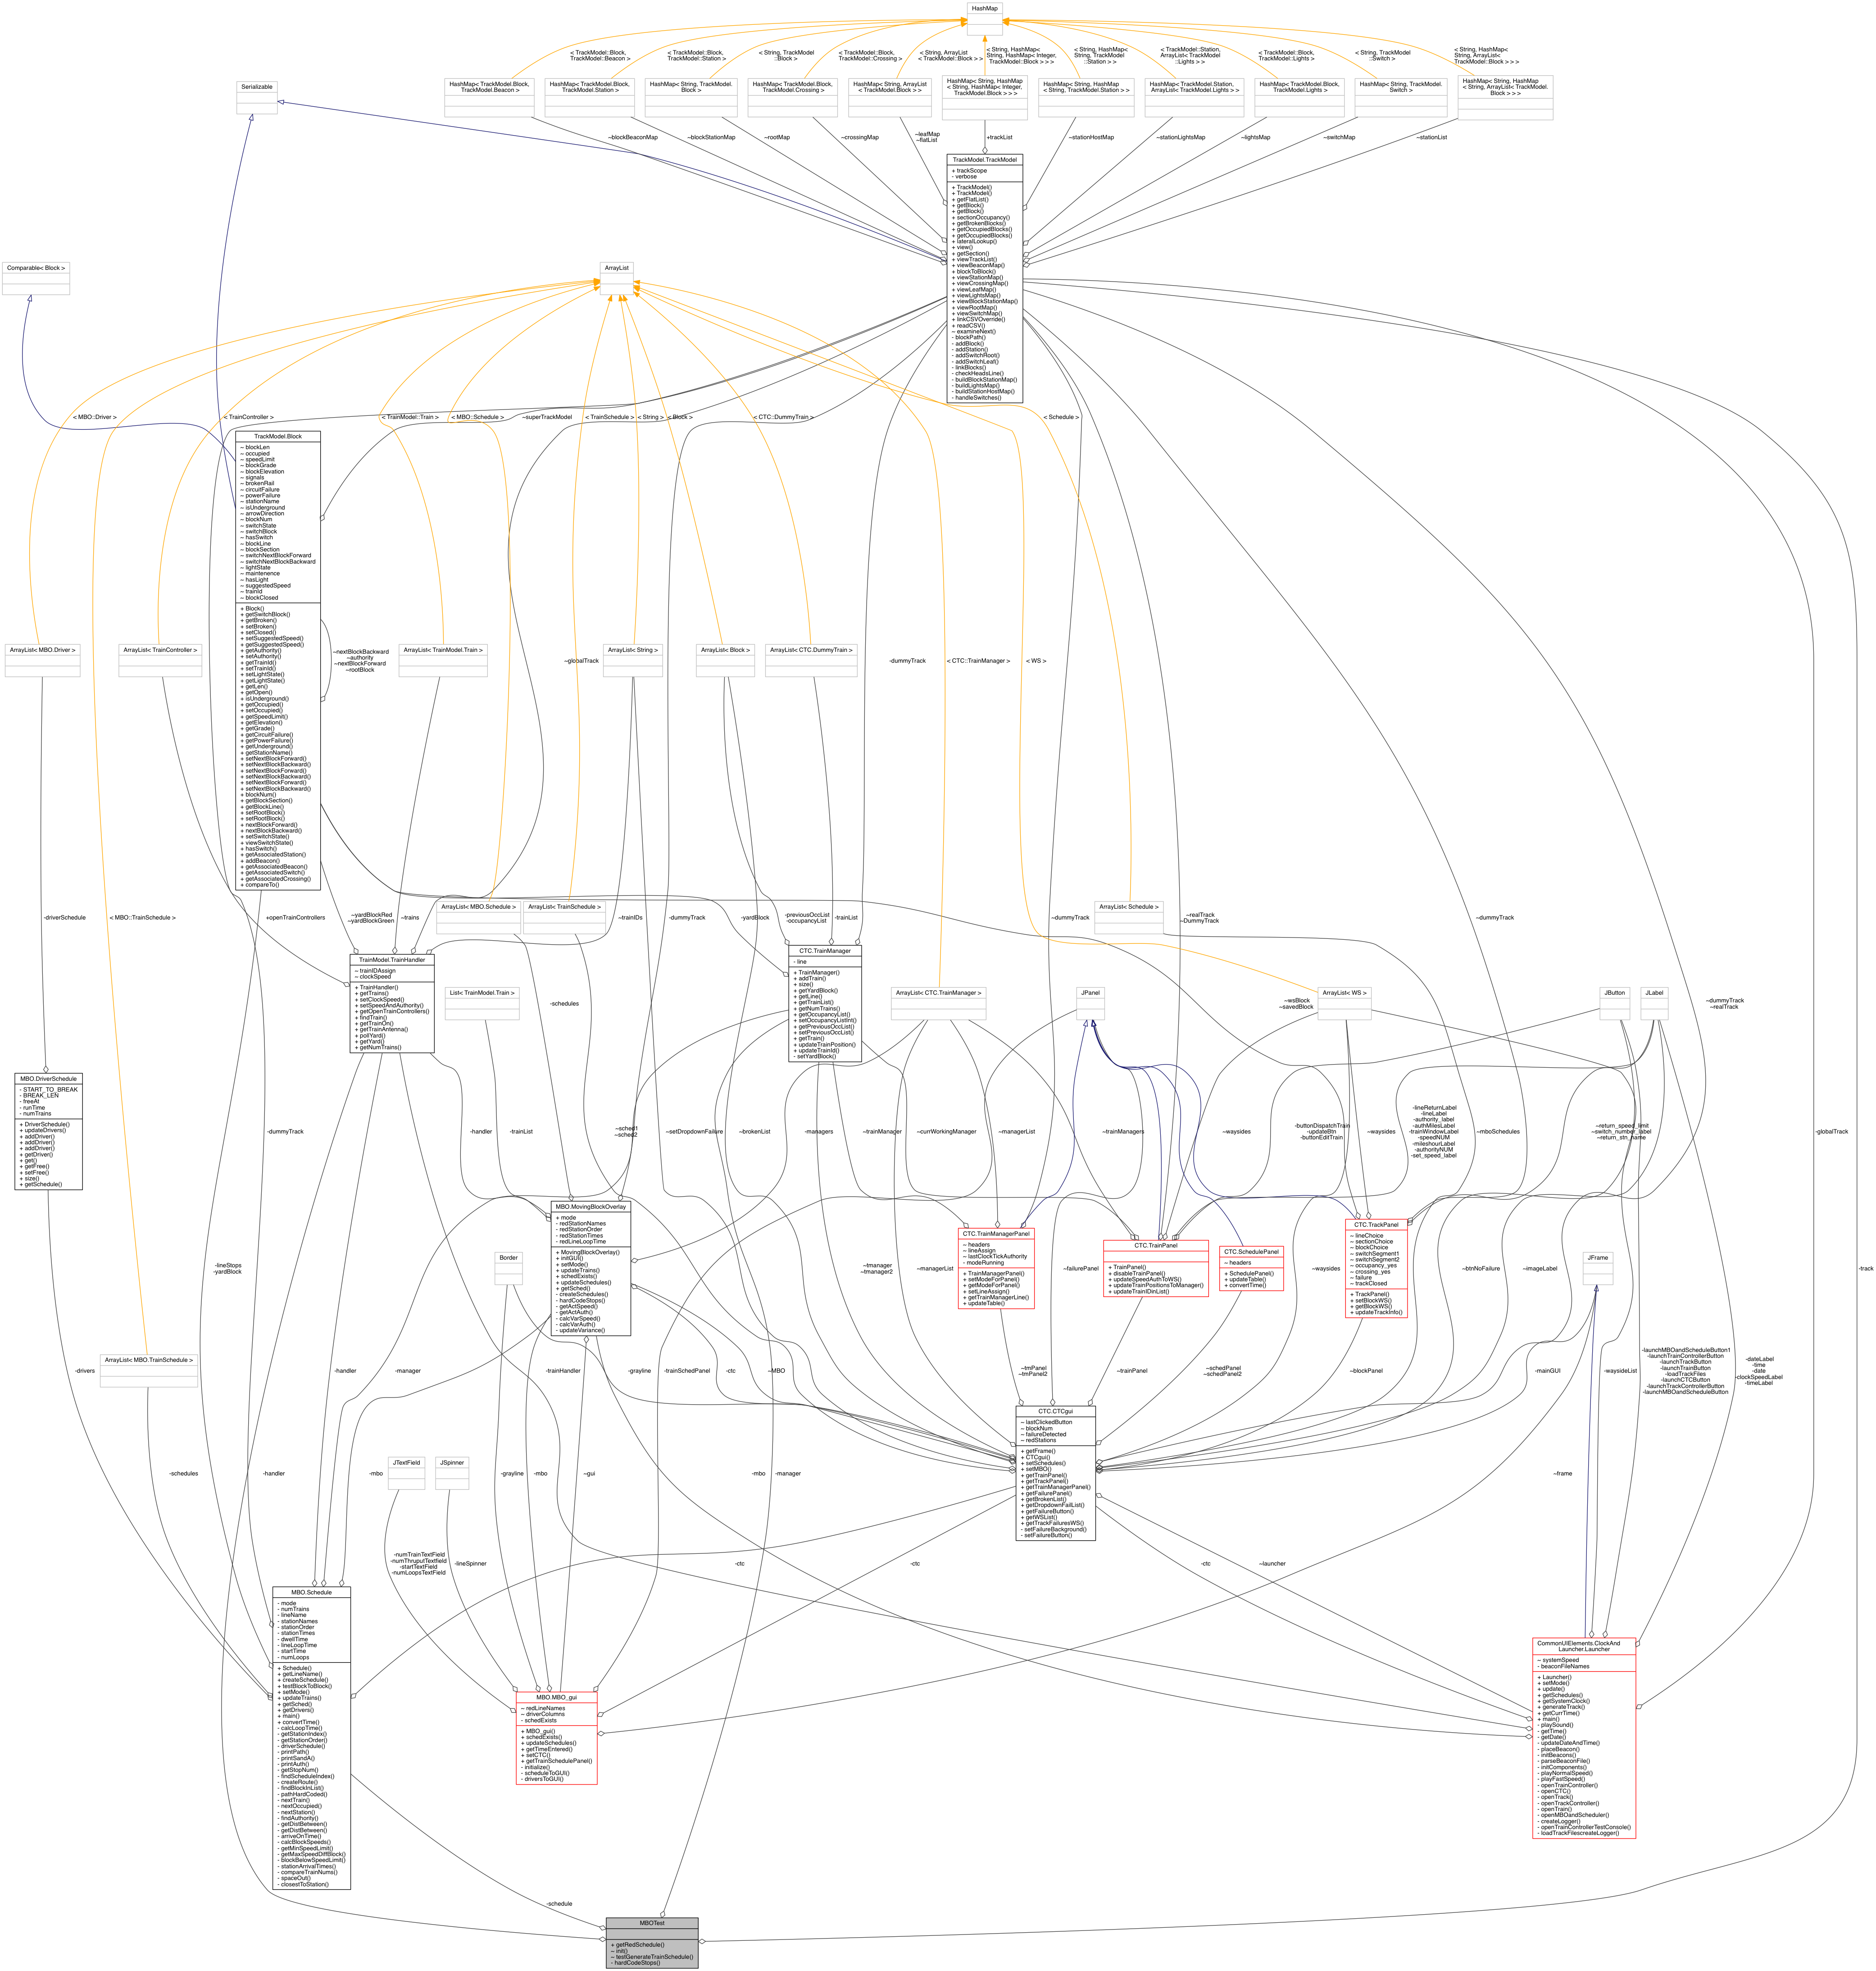 HashMap
< TrackModel::Block,
TrackModel::Beacon >
< TrackModel::Block,
TrackModel::Station >
< String, TrackModel
::Block >
< TrackModel::Block,
TrackModel::Crossing >
< String, ArrayList
< TrackModel::Block > >
< String, HashMap<
String, HashMap< Integer,
TrackModel::Block > > >
< String, HashMap<
String, TrackModel
::Station > >
< TrackModel::Station,
ArrayList< TrackModel
::Lights > >
< TrackModel::Block,
TrackModel::Lights >
< String, TrackModel
::Switch >
< String, HashMap<
String, ArrayList<
TrackModel::Block > > >
Serializable
HashMap< TrackModel.Block,
TrackModel.Beacon >
HashMap< TrackModel.Block,
TrackModel.Station >
HashMap< String, TrackModel.
Block >
HashMap< TrackModel.Block,
TrackModel.Crossing >
HashMap< String, ArrayList
< TrackModel.Block > >
HashMap< String, HashMap
< String, HashMap< Integer,
TrackModel.Block > > >
HashMap< String, HashMap
< String, TrackModel.Station > >
HashMap< TrackModel.Station,
ArrayList< TrackModel.Lights > >
HashMap< TrackModel.Block,
TrackModel.Lights >
HashMap< String, TrackModel.
Switch >
HashMap< String, HashMap
< String, ArrayList< TrackModel.
Block > > >
~blockBeaconMap
~blockStationMap
~rootMap
~crossingMap
~leafMap
~flatList
+trackList
~stationHostMap
~stationLightsMap
~lightsMap
~switchMap
~stationList
TrackModel.TrackModel
+ trackScope
- verbose
+ TrackModel()
+ TrackModel()
+ getFlatList()
+ getBlock()
+ getBlock()
+ sectionOccupancy()
+ getBrokenBlocks()
+ getOccupiedBlocks()
+ getOccupiedBlocks()
+ lateralLookup()
+ view()
+ getSection()
+ viewTrackList()
+ viewBeaconMap()
+ blockToBlock()
+ viewStationMap()
+ viewCrossingMap()
+ viewLeafMap()
+ viewLightsMap()
+ viewBlockStationMap()
+ viewRootMap()
+ viewSwitchMap()
+ linkCSVOverride()
+ readCSV()
~ examineNext()
- blockPath()
- addBlock()
- addStation()
- addSwitchRoot()
- addSwitchLeaf()
- linkBlocks()
- checkHeadsLine()
- buildBlockStationMap()
- buildLightsMap()
- buildStationHostMap()
- handleSwitches()
Comparable< Block >
ArrayList
< MBO::Driver >
< TrainController >
< TrainModel::Train >
< MBO::Schedule >
~superTrackModel
< TrainSchedule >
< String >
< Block >
< CTC::DummyTrain >
< Schedule >
TrackModel.Block
~ blockLen
~ occupied
~ speedLimit
~ blockGrade
~ blockElevation
~ signals
~ brokenRail
~ circuitFailure
~ powerFailure
~ stationName
~ isUnderground
~ arrowDirection
~ blockNum
~ switchState
~ switchBlock
~ hasSwitch
~ blockLine
~ blockSection
~ switchNextBlockForward
~ switchNextBlockBackward
~ lightState
~ maintenence
~ hasLight
~ suggestedSpeed
~ trainId
~ blockClosed
+ Block()
+ getSwitchBlock()
+ getBroken()
+ setBroken()
+ setClosed()
+ setSuggestedSpeed()
+ getSuggestedSpeed()
+ getAuthority()
+ setAuthority()
+ getTrainId()
+ setTrainId()
+ setLightState()
+ getLightState()
+ getLen()
+ getOpen()
+ isUnderground()
+ getOccupied()
+ setOccupied()
+ getSpeedLimit()
+ getElevation()
+ getGrade()
+ getCircuitFailure()
+ getPowerFailure()
+ getUnderground()
+ getStationName()
+ setNextBlockForward()
+ setNextBlockBackward()
+ setNextBlockForward()
+ setNextBlockBackward()
+ setNextBlockForward()
+ setNextBlockBackward()
+ blockNum()
+ getBlockSection()
+ getBlockLine()
+ setRootBlock()
+ setRootBlock()
+ nextBlockForward()
+ nextBlockBackward()
+ setSwitchState()
+ viewSwitchState()
+ hasSwitch()
+ getAssociatedStation()
+ addBeacon()
+ getAssociatedBeacon()
+ getAssociatedSwitch()
+ getAssociatedCrossing()
+ compareTo()
~nextBlockBackward
~authority
~nextBlockForward
~rootBlock
ArrayList< MBO.Driver >
ArrayList< TrainController >
ArrayList< TrainModel.Train >
~globalTrack
ArrayList< String >
ArrayList< Block >
ArrayList< CTC.DummyTrain >
-dummyTrack
< CTC::TrainManager >
< WS >
-driverSchedule
< MBO::TrainSchedule >
+openTrainControllers
~yardBlockRed
~yardBlockGreen
~trains
ArrayList< MBO.Schedule >
ArrayList< TrainSchedule >
~trainIDs
~dummyTrack
-yardBlock
-previousOccList
-occupancyList
-trainList
~dummyTrack
~realTrack
~DummyTrack
ArrayList< Schedule >
~dummyTrack
TrainModel.TrainHandler
~ trainIDAssign
~ clockSpeed
+ TrainHandler()
+ getTrains()
+ setClockSpeed()
+ setSpeedAndAuthority()
+ getOpenTrainControllers()
+ findTrain()
+ getTrainOn()
+ getTrainAntenna()
+ pollYard()
+ getYard()
+ getNumTrains()
List< TrainModel.Train >
-schedules
CTC.TrainManager
- line
+ TrainManager()
+ addTrain()
+ size()
+ getYardBlock()
+ getLine()
+ getTrainList()
+ getNumTrains()
+ getOccupancyList()
+ setOccupancyListInt()
+ getPreviousOccList()
+ setPreviousOccList()
+ getTrain()
+ updateTrainPosition()
+ updateTrainId()
- setYardBlock()
ArrayList< CTC.TrainManager >
JPanel
~wsBlock
~savedBlock
ArrayList< WS >
JButton
JLabel
~dummyTrack
~realTrack
MBO.DriverSchedule
- START_TO_BREAK
- BREAK_LEN
- freeAt
- runTime
- numTrains
+ DriverSchedule()
+ updateDrivers()
+ addDriver()
+ addDriver()
+ addDriver()
+ getDriver()
+ get()
+ getFree()
+ setFree()
+ size()
+ getSchedule()
-lineStops
-yardBlock
-dummyTrack
-handler
-trainList
~sched1
~sched2
~setDropdownFailure
~brokenList
-managers
~trainManager
~currWorkingManager
~managerList
~trainManagers
~waysides
-buttonDispatchTrain
-updateBtn
-buttonEditTrain
~waysides
-lineReturnLabel
-lineLabel
-authority_label
-authMilesLabel
-trainWindowLabel
-speedNUM
-mileshourLabel
-authorityNUM
-set_speed_label
~mboSchedules
~return_speed_limit
~switch_number_label
~return_stn_name
-globalTrack
-track
MBO.MovingBlockOverlay
+ mode
- redStationNames
- redStationOrder
- redStationTimes
- redLineLoopTime
+ MovingBlockOverlay()
+ initGUI()
+ setMode()
+ updateTrains()
+ schedExists()
+ updateSchedules()
+ getSched()
- createSchedules()
- hardCodeStops()
- getActSpeed()
- getActAuth()
- calcVarSpeed()
- calcVarAuth()
- updateVariance()
Border
~tmanager
~tmanager2
~managerList
CTC.TrainManagerPanel
~ headers
~ lineAssign
~ lastClockTickAuthority
- modeRunning
+ TrainManagerPanel()
+ setModeForPanel()
+ getModeForPanel()
+ setLineAssign()
+ getTrainManagerLine()
+ updateTable()
~failurePanel
CTC.TrainPanel
+ TrainPanel()
+ disableTrainPanel()
+ updateSpeedAuthToWS()
+ updateTrainPositionsToManager()
+ updateTrainIDinList()
CTC.SchedulePanel
~ headers
+ SchedulePanel()
+ updateTable()
+ convertTime()
~waysides
CTC.TrackPanel
~ lineChoice
~ sectionChoice
~ blockChoice
~ switchSegment1
~ switchSegment2
~ occupancy_yes
~ crossing_yes
~ failure
~ trackClosed
+ TrackPanel()
+ setBlockWS()
+ getBlockWS()
+ updateTrackInfo()
~btnNoFailure
~imageLabel
JFrame
ArrayList< MBO.TrainSchedule >
-drivers
-handler
-manager
-trainHandler
-trainSchedPanel
-grayline
-ctc
~MBO
~tmPanel
~tmPanel2
~trainPanel
~schedPanel
~schedPanel2
~blockPanel
~mainGUI
~waysideList
-launchMBOandScheduleButton1
-launchTrainControllerButton
-launchTrackButton
-launchTrainButton
-loadTrackFiles
-launchCTCButton
-launchTrackControllerButton
-launchMBOandScheduleButton
-dateLabel
-time
-date
-clockSpeedLabel
-timeLabel
CTC.CTCgui
~ lastClickedButton
~ blockNum
~ failureDetected
~ redStations
+ getFrame()
+ CTCgui()
+ setSchedules()
+ setMBO()
+ getTrainPanel()
+ getTrackPanel()
+ getTrainManagerPanel()
+ getFailurePanel()
+ getBrokenList()
+ getDropdownFailList()
+ getFailureButton()
+ getWSList()
+ getTrackFailuresWS()
- setFailureBackground()
- setFailureButton()
JTextField
JSpinner
-schedules
-handler
-mbo
-grayline
-mbo
~gui
-mbo
-manager
~frame
-numTrainTextField
-numThruputTextfield
-startTextField
-numLoopsTextField
-lineSpinner
-ctc
-ctc
~launcher
-ctc
MBO.Schedule
- mode
- numTrains
- lineName
- stationNames
- stationOrder
- stationTimes
- dwellTime
- lineLoopTime
- startTime
- numLoops
+ Schedule()
+ getLineName()
+ createSchedule()
+ testBlockToBlock()
+ setMode()
+ updateTrains()
+ getSched()
+ getDrivers()
+ main()
+ convertTime()
- calcLoopTime()
- getStationIndex()
- getStationOrder()
- driverSchedule()
- printPath()
- printSandA()
- printAuth()
- getStopNum()
- findScheduleIndex()
- createRoute()
- findBlockInList()
- pathHardCoded()
- nextTrain()
- nextOccupied()
- nextStation()
- findAuthority()
- getDistBetween()
- getDistBetween()
- arriveOnTime()
- calcBlockSpeeds()
- getMinSpeedLimit()
- getMaxSpeedDiffBlock()
- blockBelowSpeedLimit()
- stationArrivalTimes()
- compareTrainNums()
- spaceOut()
- closestToStation()
MBO.MBO_gui
~ redLineNames
~ driverColumns
- schedExists
+ MBO_gui()
+ schedExists()
+ updateSchedules()
+ getTimeEntered()
+ setCTC()
+ getTrainSchedulePanel()
- initialize()
- scheduleToGUI()
- driversToGUI()
CommonUIElements.ClockAnd
Launcher.Launcher
~ systemSpeed
- beaconFileNames
+ Launcher()
+ setMode()
+ update()
+ getSchedules()
+ getSystemClock()
+ generateTrack()
+ getCurrTime()
+ main()
- playSound()
- getTime()
- getDate()
- updateDateAndTime()
- placeBeacon()
- initBeacons()
- parseBeaconFile()
- initComponents()
- playNormalSpeed()
- playFastSpeed()
- openTrainController()
- openCTC()
- openTrack()
- openTrackController()
- openTrain()
- openMBOandScheduler()
- createLogger()
- openTrainControllerTestConsole()
- loadTrackFilescreateLogger()
-schedule
MBOTest
+ getRedSchedule()
~ init()
~ testGenerateTrainSchedule()
- hardCodeStops()